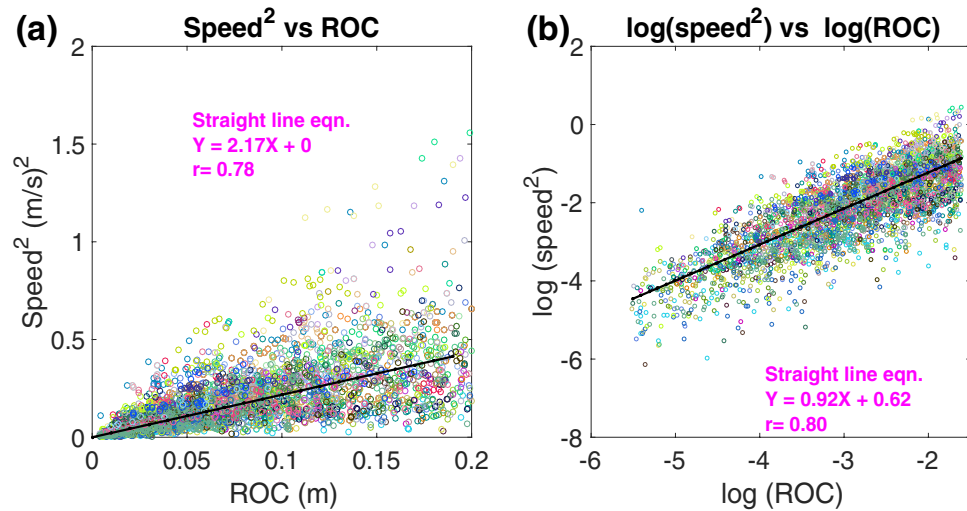 (a)
Speed² vs ROC
Speed² (m/s)²
2
1.5
1
0.5
0
Straight line eqn.
Y = 2.17X + 0
r= 0.78
0 0.05 0.1 0.15 0.2
ROC (m)
(b)
log(speed²) vs log(ROC)
log (speed²)
2
0
-2
-4
-6
-8
Straight line eqn.
Y = 0.92X + 0.62
r= 0.80
-6 -5 -4 -3 -2
log (ROC)